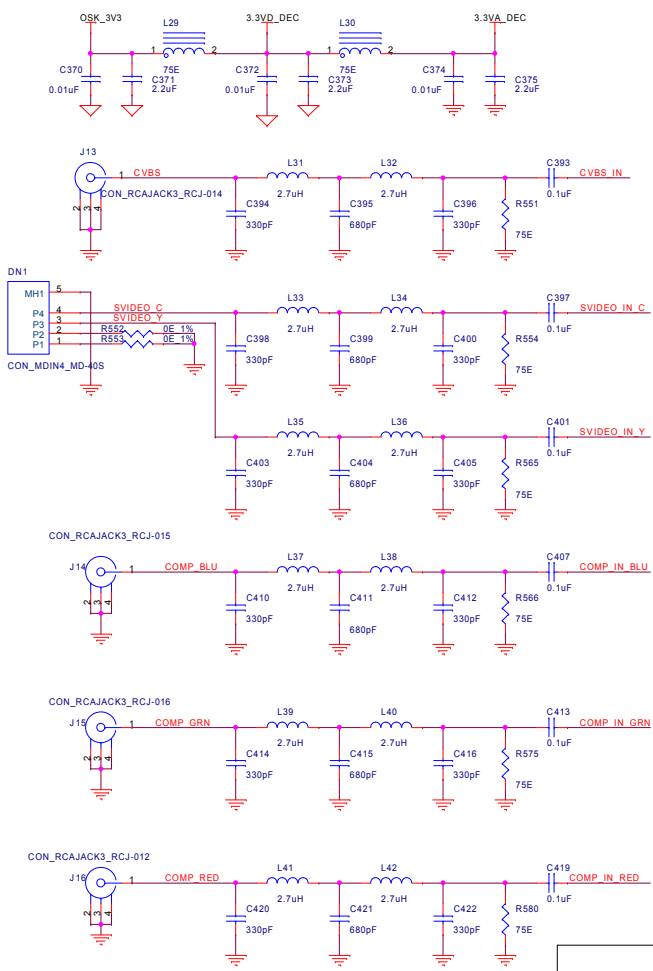 OSK_3V3 L29 3.3VD_DEC L30 3.3VA_DEC
1 2 1 2
C370 C371 75E C372 C373 75E C374 C375
0.01uF 2.2uF 0.01uF 2.2uF 0.01uF 2.2uF
J13 1 CVBS L31 L32 C393 CVBS_IN
CON_RCAJACK3_RCJ-014 2.7uH 2.7uH 0.1uF
2 3 4 C394 C395 C396 R551
330pF 680pF 330pF 75E
DN1
MH1 5
P4 4 SVIDEO_C L33 L34 C397 SVIDEO_IN_C
P3 3 SVIDEO_Y 2.7uH 2.7uH 0.1uF
P2 2 R552 0E_1%
P1 1 R553 0E_1%
C398 C399 C400 R554
330pF 680pF 330pF 75E
CON_MDIN4_MD-40S
L35 L36 C401 SVIDEO_IN_Y
2.7uH 2.7uH 0.1uF
C403 C404 C405 R565
330pF 680pF 330pF 75E
CON_RCAJACK3_RCJ-015
J14 1 COMP_BLU L37 L38 C407 COMP_IN_BLU
2.7uH 2.7uH 0.1uF
2 3 4 C410 C411 C412 R566
330pF 680pF 330pF 75E
CON_RCAJACK3_RCJ-016
J15 1 COMP_GRN L39 L40 C413 COMP_IN_GRN
2.7uH 2.7uH 0.1uF
2 3 4 C414 C415 C416 R575
330pF 680pF 330pF 75E
CON_RCAJACK3_RCJ-012
J16 1 COMP_RED L41 L42 C419 COMP_IN_RED
2.7uH 2.7uH 0.1uF
2 3 4 C420 C421 C422 R580
330pF 680pF 330pF 75E